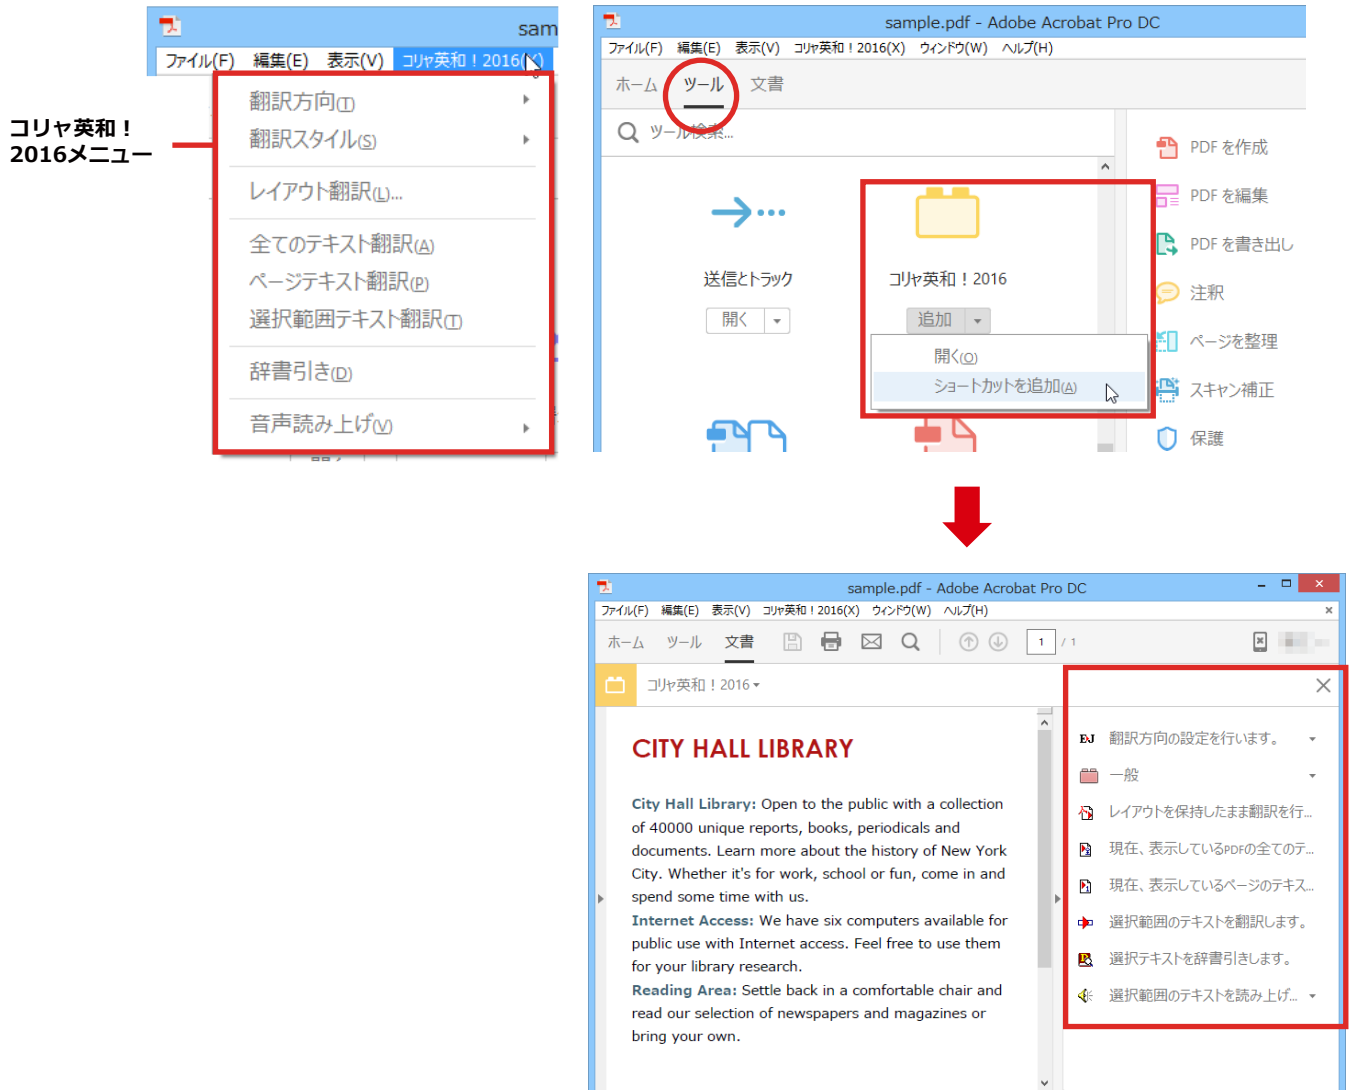 コリャ英和！
2016メニュー
sam
ファイル(F) 編集(E) 表示(V) コリャ英和！2016(X)
翻訳方向(T)
翻訳スタイル(S)
レイアウト翻訳(L)...
全てのテキスト翻訳(A)
ページテキスト翻訳(P)
選択範囲テキスト翻訳(T)
辞書引き(D)
音声読み上げ(V)
sample.pdf - Adobe Acrobat Pro DC
ファイル(F) 編集(E) 表示(V) コリャ英和！2016(X) ウィンドウ(W) ヘルプ(H)
ホーム ツール 文書
ツール検索...
送信とトラック
開く
コリャ英和！2016
追加
開く(O)
ショートカットを追加(A)
PDF を作成
PDF を編集
PDF を書き出し
注釈
ページを整理
スキャン補正
保護
sample.pdf - Adobe Acrobat Pro DC
ファイル(F) 編集(E) 表示(V) コリャ英和！2016(X) ウィンドウ(W) ヘルプ(H)
ホーム ツール 文書 1 / 1
コリャ英和！2016
CITY HALL LIBRARY
City Hall Library: Open to the public with a collection
of 40000 unique reports, books, periodicals and
documents. Learn more about the history of New York
City. Whether it's for work, school or fun, come in and
spend some time with us.
Internet Access: We have six computers available for
public use with Internet access. Feel free to use them
for your library research.
Reading Area: Settle back in a comfortable chair and
read our selection of newspapers and magazines or
bring your own.
翻訳方向の設定を行います。
一般
レイアウトを保持したまま翻訳を行...
現在、表示しているPDFの全てのテ...
現在、表示しているページのテキス...
選択範囲のテキストを翻訳します。
選択テキストを辞書引きします。
選択範囲のテキストを読み上げ...